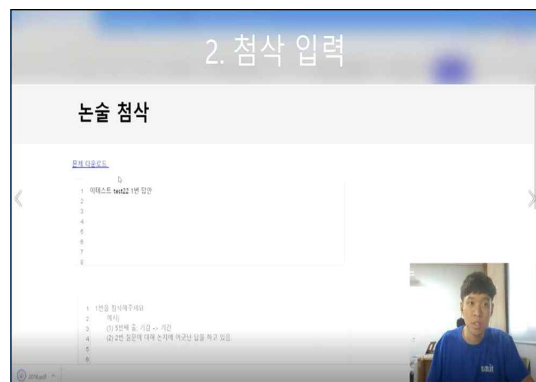 2. 첨삭 입력
논술 첨삭
문제 다운로드
1 이테스트 test22 1번 답안
2
3
4
5
6
7
8
1 1번을 첨삭해주세요
2 예시)
3 (1) 5번째 줄, 기검 -> 기간
4 (2) 2번 질문에 대해 논지에 어긋난 답을 하고 있음.
5
6
smit